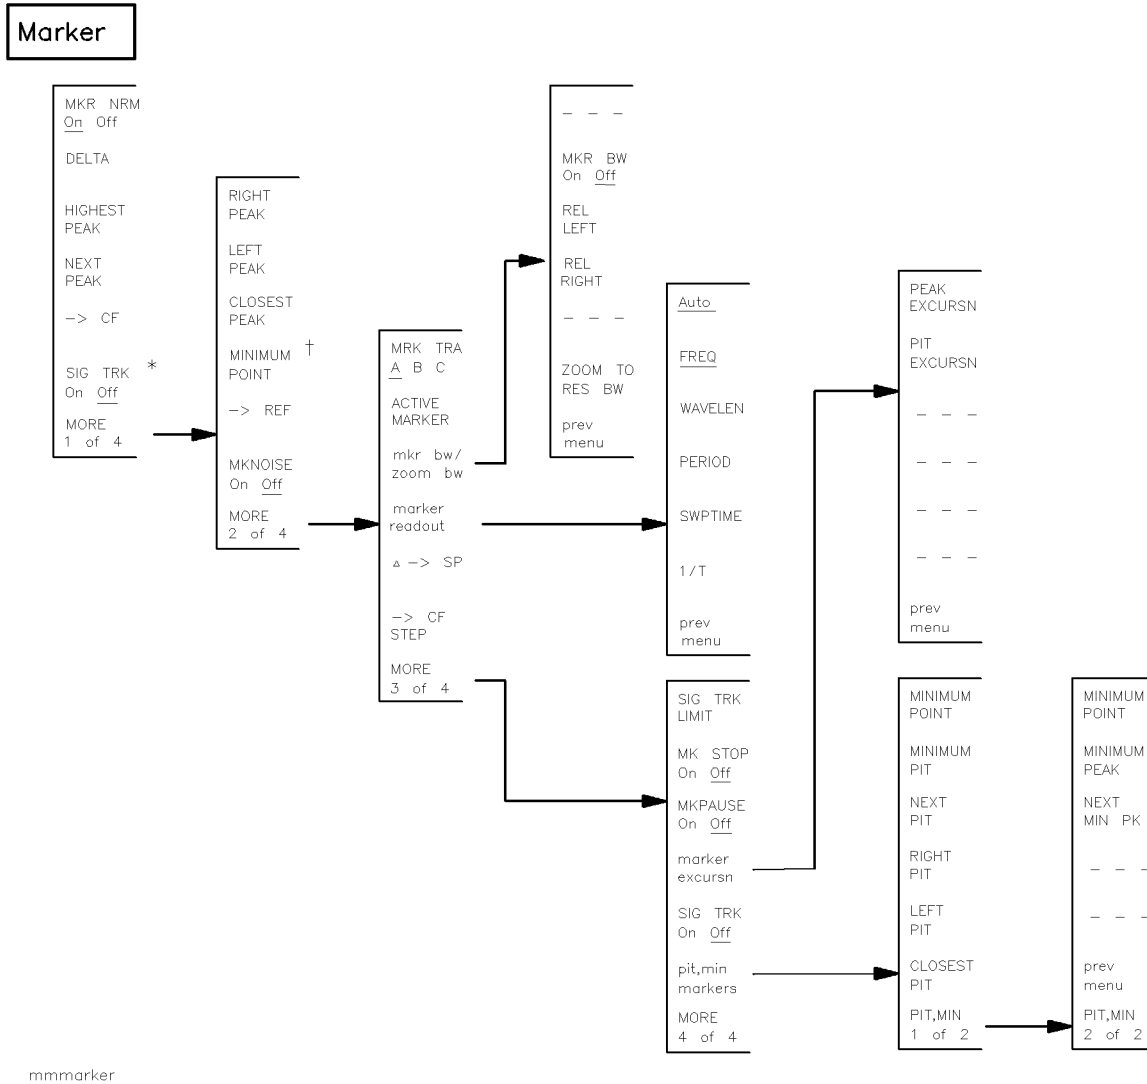 Marker
MKR NRM
On Off
DELTA
HIGHEST
PEAK
NEXT
PEAK
—> CF
SIG TRK *
On Off
MORE
1 of 4
RIGHT
PEAK
LEFT
PEAK
CLOSEST
PEAK
MINIMUM †
POINT
—> REF
MKNOISE
On Off
MORE
2 of 4
MRK TRA
A B C
ACTIVE
MARKER
mkr bw/
zoom bw
marker
readout
▵ —> SP
—> CF
STEP
MORE
3 of 4
— — —
MKR BW
On Off
REL
LEFT
REL
RIGHT
— — —
ZOOM TO
RES BW
prev
menu
Auto
FREQ
WAVELEN
PERIOD
SWPTIME
1/T
prev
menu
SIG TRK
LIMIT
MK STOP
On Off
MKPAUSE
On Off
marker
excursn
SIG TRK
On Off
pit,min
markers
MORE
4 of 4
PEAK
EXCURSN
PIT
EXCURSN
— — —
— — —
— — —
— — —
prev
menu
MINIMUM
POINT
MINIMUM
PIT
NEXT
PIT
RIGHT
PIT
LEFT
PIT
CLOSEST
PIT
PIT,MIN
1 of 2
MINIMUM
POINT
MINIMUM
PEAK
NEXT
MIN PK
— — —
— — —
prev
menu
PIT,MIN
2 of 2
mmmarker